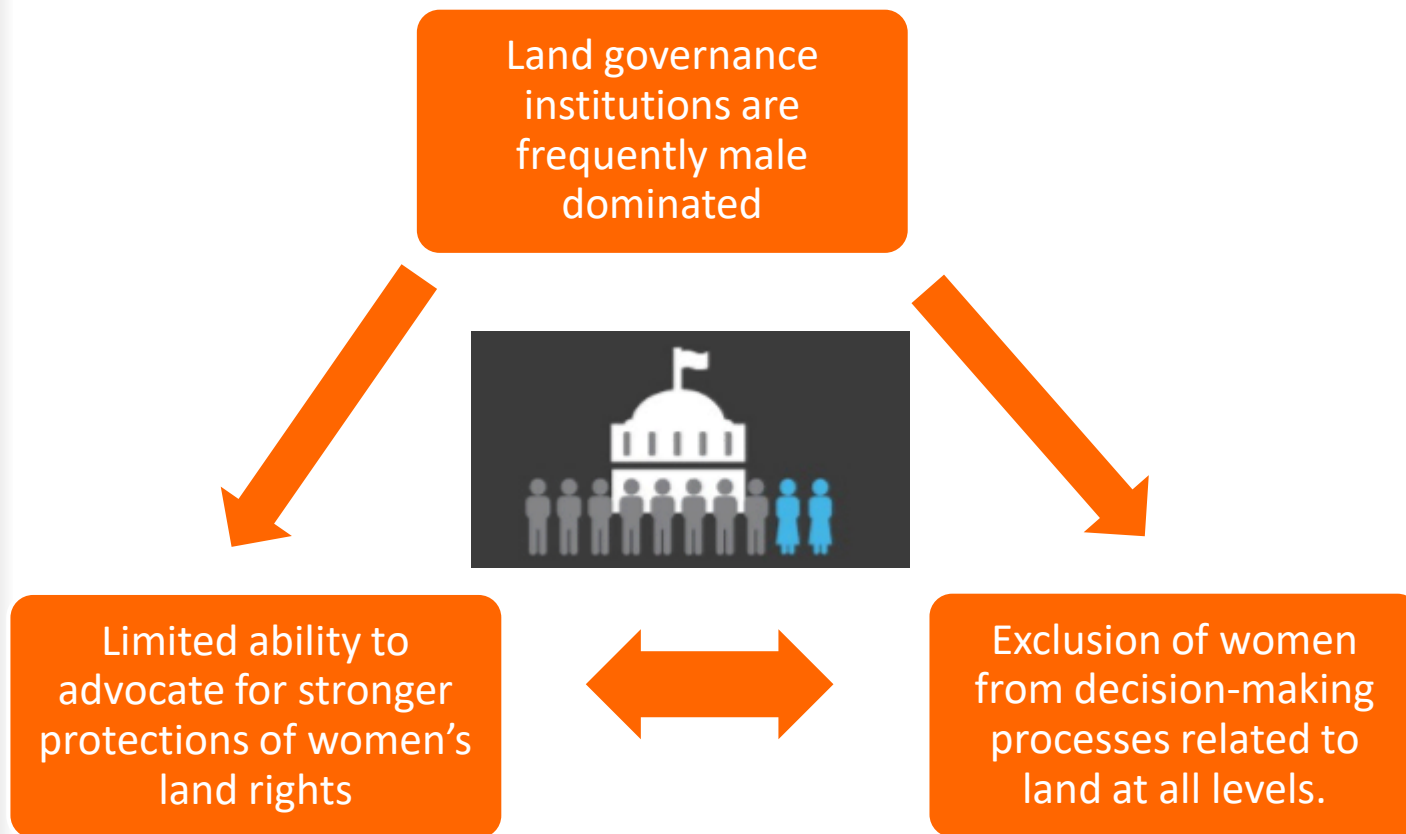 Land governance
institutions are
frequently male
dominated
Limited ability to
advocate for stronger
protections of women’s
land rights
Exclusion of women
from decision-making
processes related to
land at all levels.